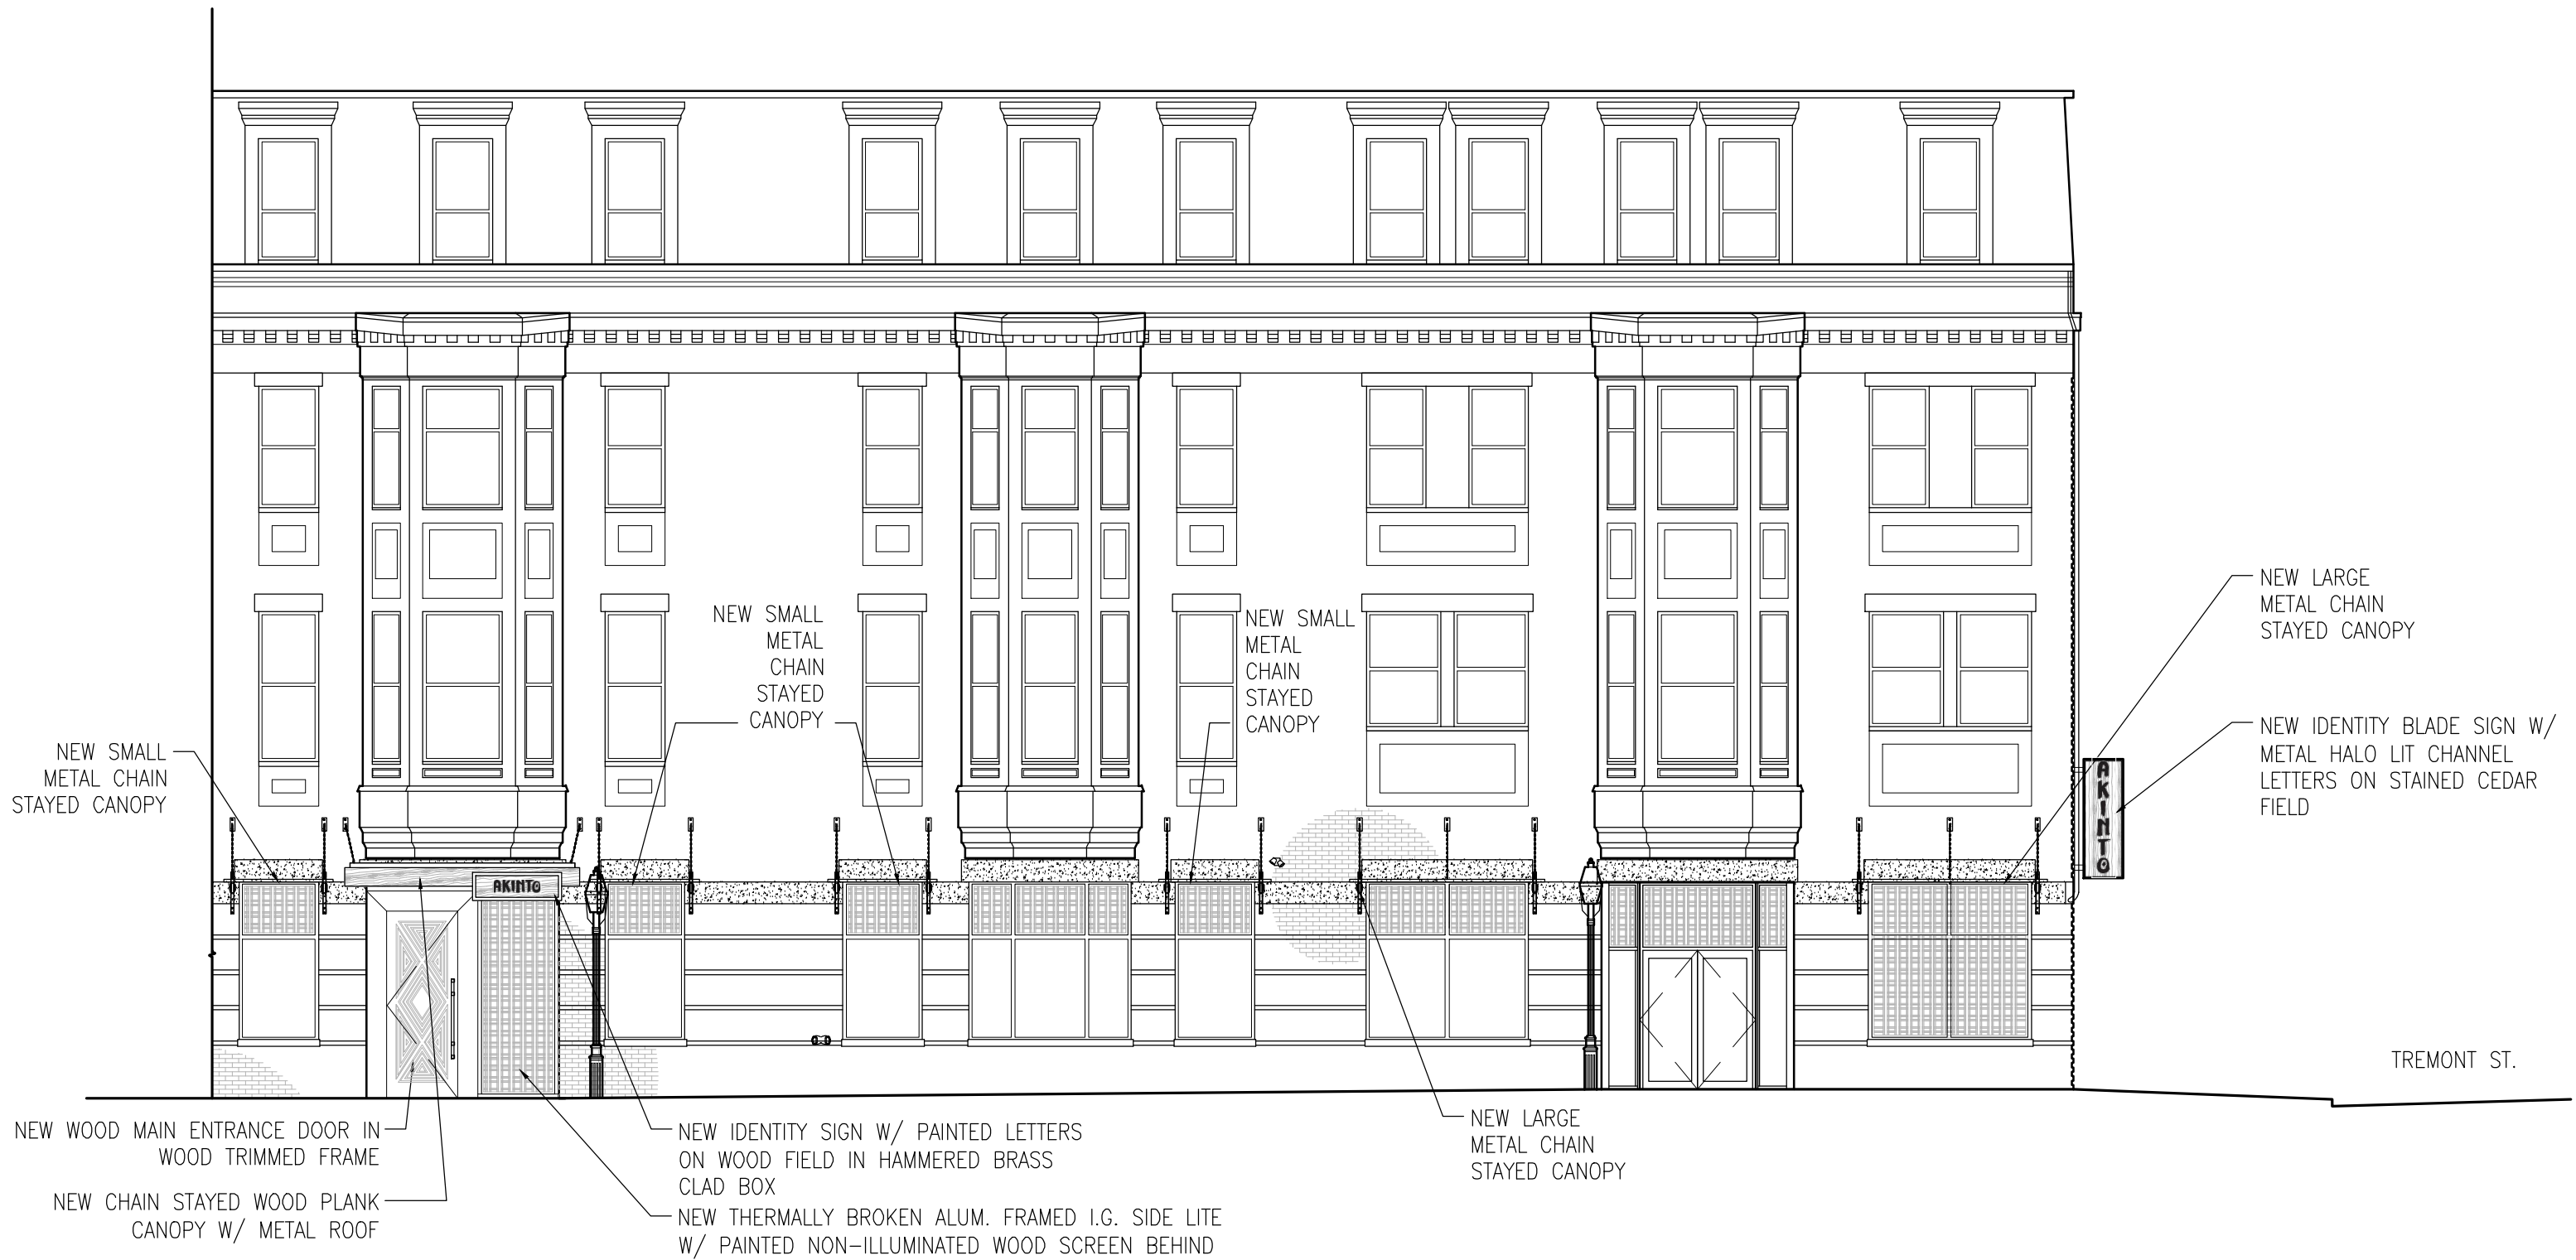 NEW SMALL
METAL CHAIN
STAYED CANOPY
NEW SMALL
METAL
CHAIN
STAYED
CANOPY
NEW SMALL
METAL
CHAIN
STAYED
CANOPY
NEW LARGE
METAL CHAIN
STAYED CANOPY
NEW IDENTITY BLADE SIGN W/
METAL HALO LIT CHANNEL
LETTERS ON STAINED CEDAR
FIELD
AKINTO
AKINTO
TREMONT ST.
NEW WOOD MAIN ENTRANCE DOOR IN
WOOD TRIMMED FRAME
NEW CHAIN STAYED WOOD PLANK
CANOPY W/ METAL ROOF
NEW IDENTITY SIGN W/ PAINTED LETTERS
ON WOOD FIELD IN HAMMERED BRASS
CLAD BOX
NEW THERMALLY BROKEN ALUM. FRAMED I.G. SIDE LITE
W/ PAINTED NON-ILLUMINATED WOOD SCREEN BEHIND
NEW LARGE
METAL CHAIN
STAYED CANOPY